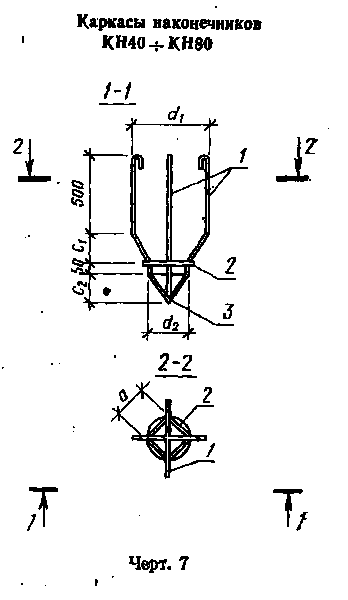 Каркасы наконечников
КН40 ÷ КН80
1-1
d₁
2 2
1
600
C₁
50
C₂
2
3
d₂
2-2
a
2
1
1 1
Черт. 7